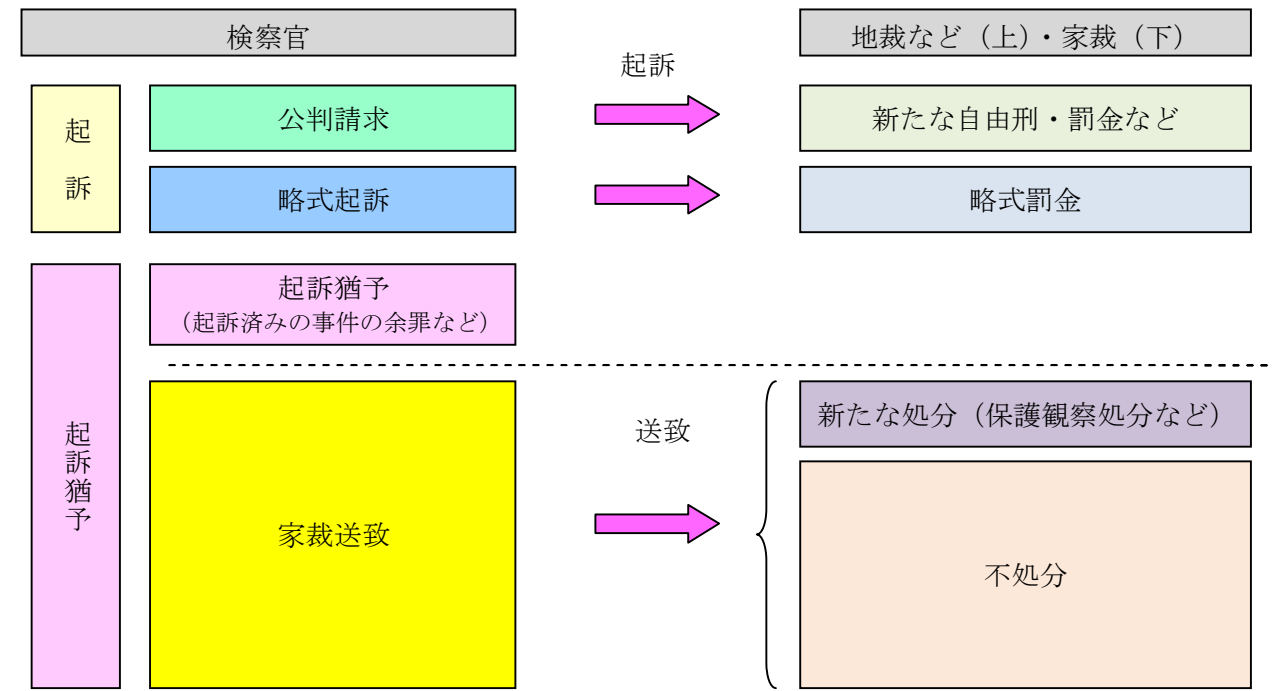 検察官
地裁など（上）・家裁（下）
起訴
起訴
公判請求
新たな自由刑・罰金など
略式起訴
略式罰金
起訴猶予
起訴猶予
（起訴済みの事件の余罪など）
家裁送致
送致
新たな処分（保護観察処分など）
不処分